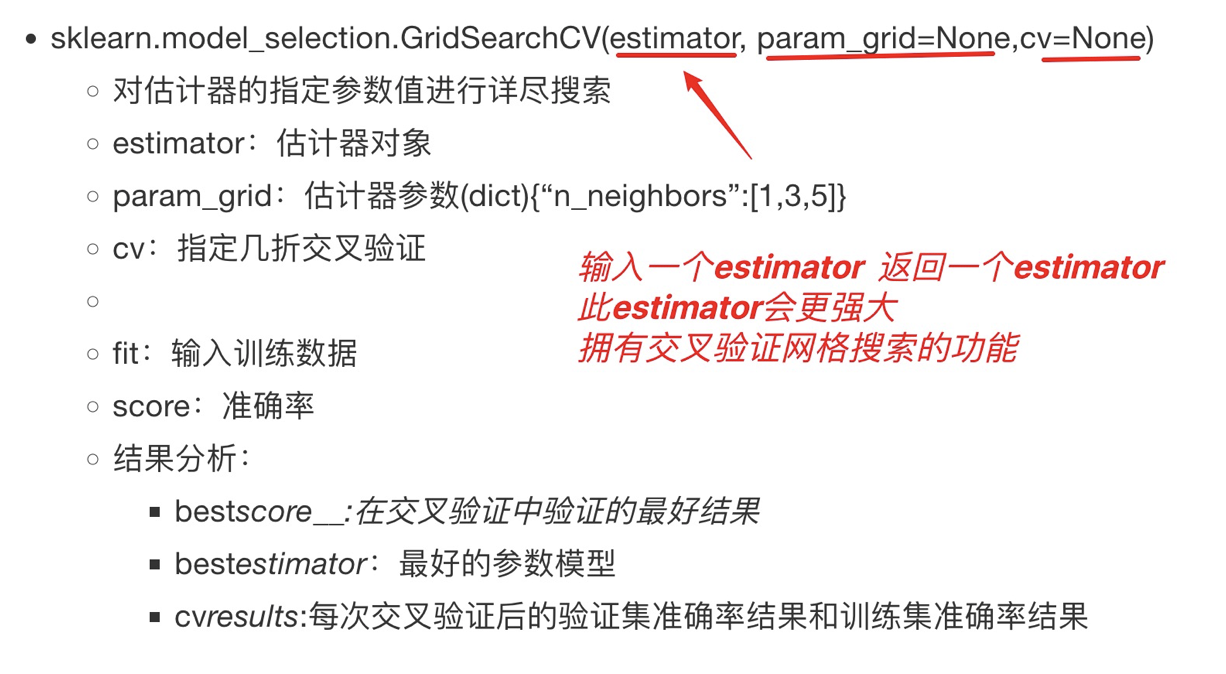 sklearn.model_selection.GridSearchCV(estimator, param_grid=None,cv=None)
对估计器的指定参数值进行详尽搜索
estimator：估计器对象
param_grid：估计器参数(dict){“n_neighbors”:[1,3,5]}
cv：指定几折交叉验证
输入一个estimator 返回一个estimator
此estimator会更强大
拥有交叉验证网格搜索的功能
fit：输入训练数据
score：准确率
结果分析：
bestscore__:在交叉验证中验证的最好结果
bestestimator：最好的参数模型
cvresults:每次交叉验证后的验证集准确率结果和训练集准确率结果